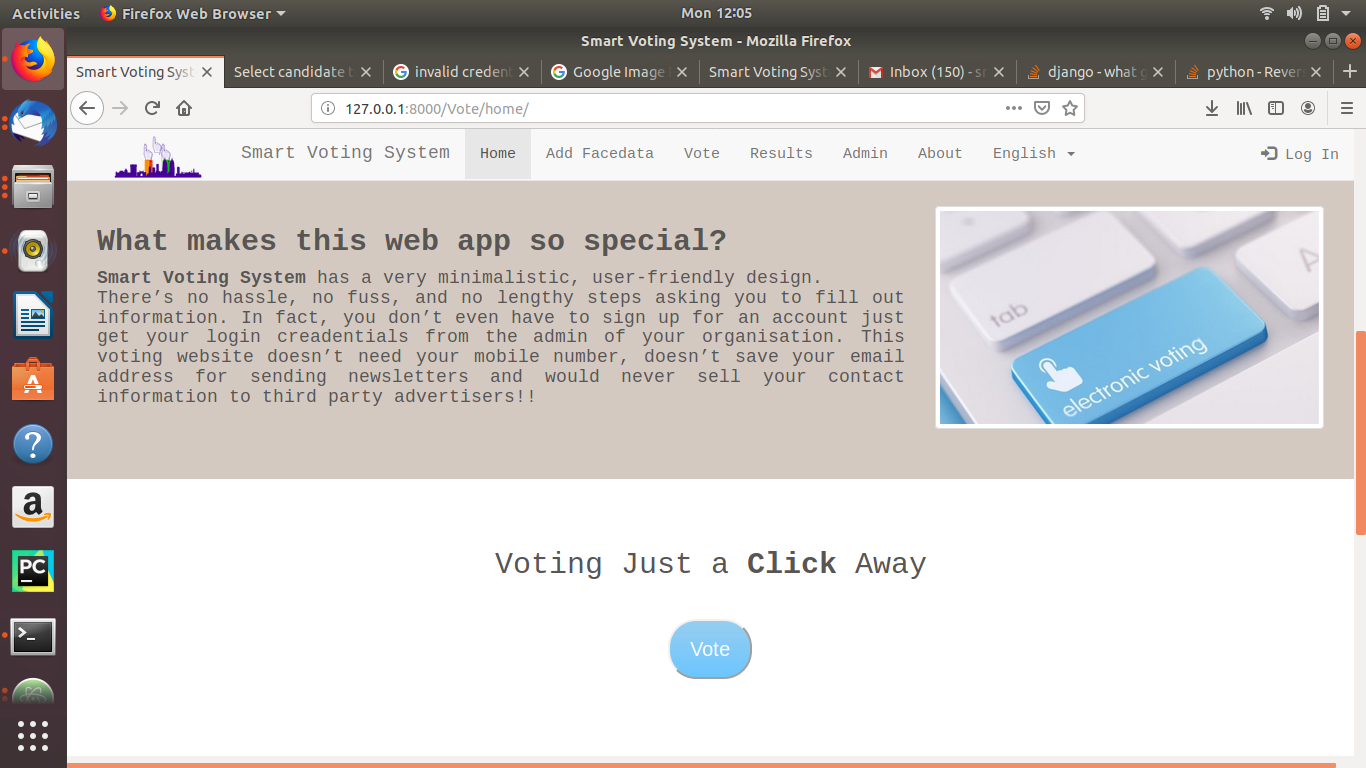 Activities Firefox Web Browser Mon 12:05
Smart Voting System - Mozilla Firefox
Smart Voting Syst Select candidate t invalid creden Google Image Smart Voting Syst Inbox (150) - s django - what g python - Rever
127.0.0.1:8000/Vote/home/
Smart Voting System Home Add Facedata Vote Results Admin About English Log In
What makes this web app so special?
Smart Voting System has a very minimalistic, user-friendly design.
There’s no hassle, no fuss, and no lengthy steps asking you to fill out
information. In fact, you don’t even have to sign up for an account just
get your login creadentials from the admin of your organisation. This
voting website doesn’t need your mobile number, doesn’t save your email
address for sending newsletters and would never sell your contact
information to third party advertisers!!
tab
A
electronic voting
Voting Just a Click Away
Vote
?
a
PC
>_